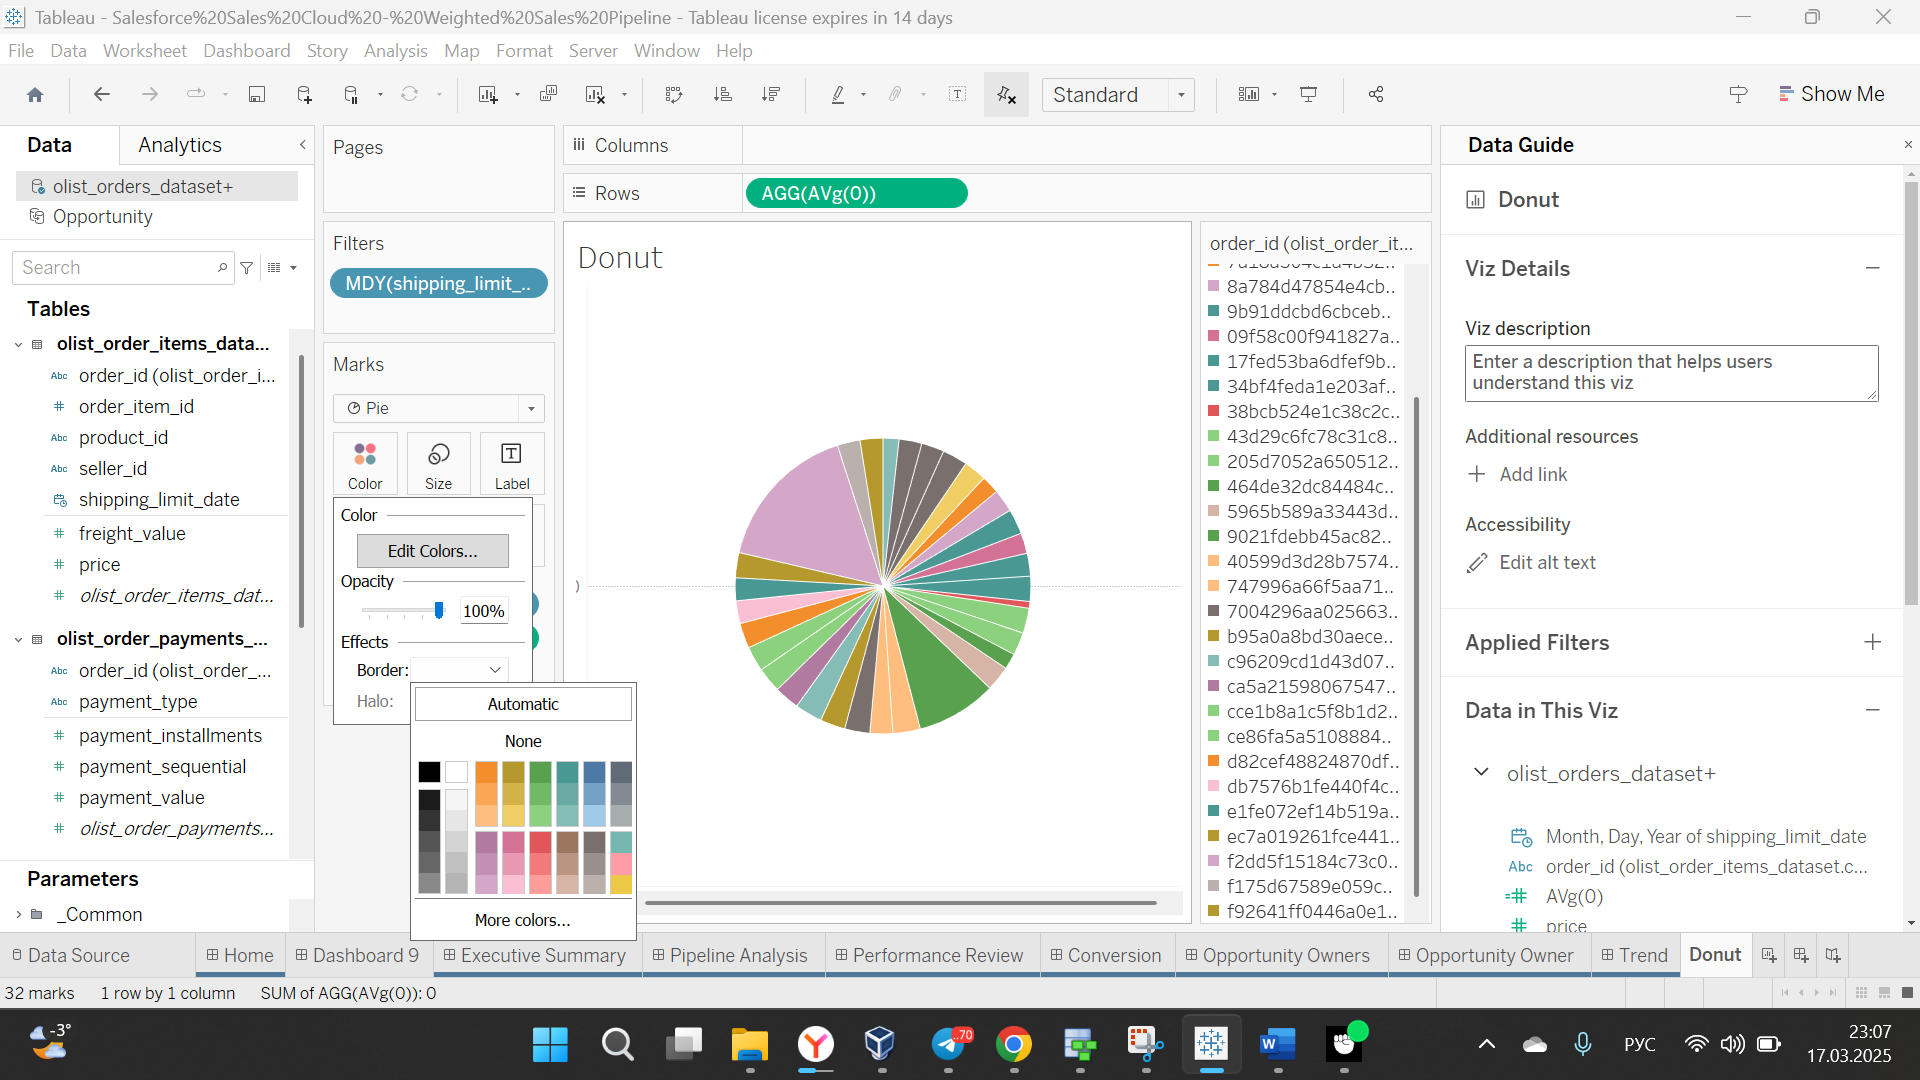 Tableau - Salesforce%20Sales%20Cloud%20-%20Weighted%20Sales%20Pipeline - Tableau license expires in 14 days
File Data Worksheet Dashboard Story Analysis Map Format Server Window Help
Standard
Show Me
Data
Analytics
olist_orders_dataset+
Opportunity
Search
Tables
olist_order_items_data...
Abc order_id (olist_order_i...
# order_item_id
Abc product_id
Abc seller_id
shipping_limit_date
# freight_value
# price
# olist_order_items_dat...
olist_order_payments_...
Abc order_id (olist_order_...
Abc payment_type
# payment_installments
# payment_sequential
# payment_value
# olist_order_payments...
Parameters
_Common
Pages
Filters
MDY(shipping_limit_..
Marks
Pie
Color
Size
Label
Color
Edit Colors...
Opacity
100%
Effects
Border:
Halo:
Automatic
None
More colors...
Columns
Rows
AGG(AVg(0))
Donut
order_id (olist_order_it...
8a784d47854e4cb..
9b91ddcbd6cbceb..
09f58c00f941827a..
17fed53ba6dfef9b..
34bf4feda1e203af..
38bcb524e1c38c2c..
43d29c6fc78c31c8..
205d7052a650512..
464de32dc84484c..
5965b589a33443d..
9021fdebb45ac82..
40599d3d28b7574..
747996a66f5aa71..
7004296aa025663..
b95a0a8bd30aece..
c96209cd1d43d07..
ca5a21598067547..
cce1b8a1c5f8b1d2..
ce86fa5a5108884..
d82cef48824870df..
db7576b1fe440f4c..
e1fe072ef14b519a..
ec7a019261fce441..
f2dd5f15184c73c0..
f175d67589e059c..
f92641ff0446a0e1..
Data Guide
Donut
Viz Details
Viz description
Enter a description that helps users
understand this viz
Additional resources
Add link
Accessibility
Edit alt text
Applied Filters
Data in This Viz
olist_orders_dataset+
Month, Day, Year of shipping_limit_date
Abc order_id (olist_order_items_dataset.c...
AVg(0)
price
Data Source Home Dashboard 9 Executive Summary Pipeline Analysis Performance Review Conversion Opportunity Owners Opportunity Owner Trend Donut
32 marks 1 row by 1 column SUM of AGG(AVg(0)): 0
-3°
..70
РУС
23:07
17.03.2025